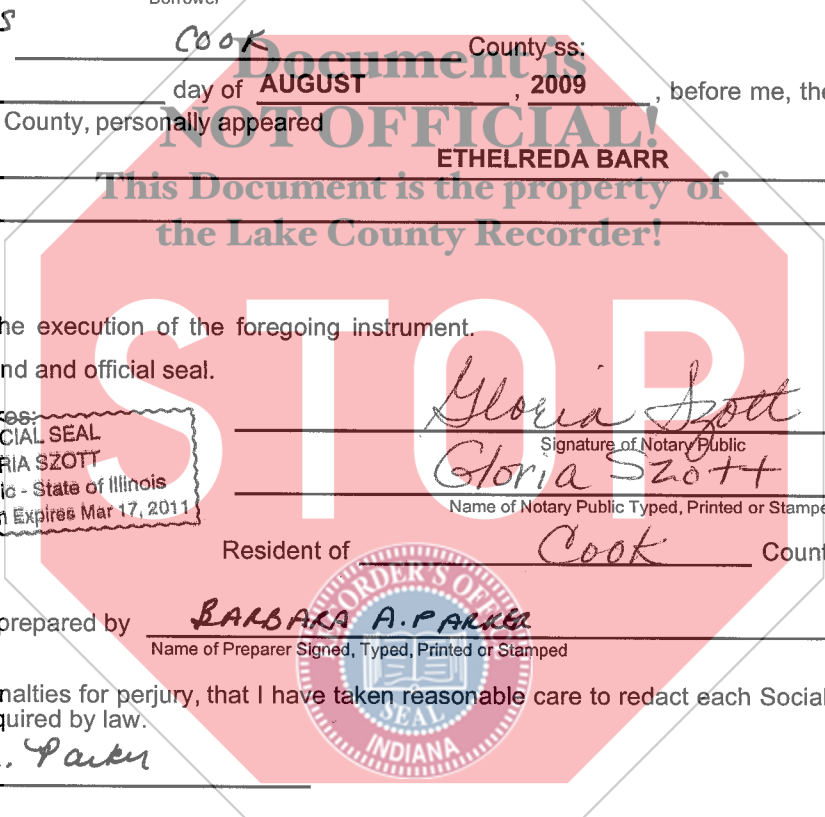 Borrower
S
COOK County ss:
day of AUGUST , 2009 , before me, the
County, personally appeared
ETHELREDA BARR
Document is
NOT OFFICIAL!
This Document is the property of
the Lake County Recorder!
STOP
he execution of the foregoing instrument.
nd and official seal.
es:
CIAL SEAL
RIA SZOTT
ic - State of Illinois
n Expires Mar 17, 2011
Gloria Szott
Signature of Notary Public
Gloria Szott
Name of Notary Public Typed, Printed or Stampe
Resident of Cook Count
prepared by BARBARA A. PARKER
Name of Preparer Signed, Typed, Printed or Stamped
nalties for perjury, that I have taken reasonable care to redact each Social
quired by law.
. Parker
RECORDER'S OFFICE
SEAL
INDIANA